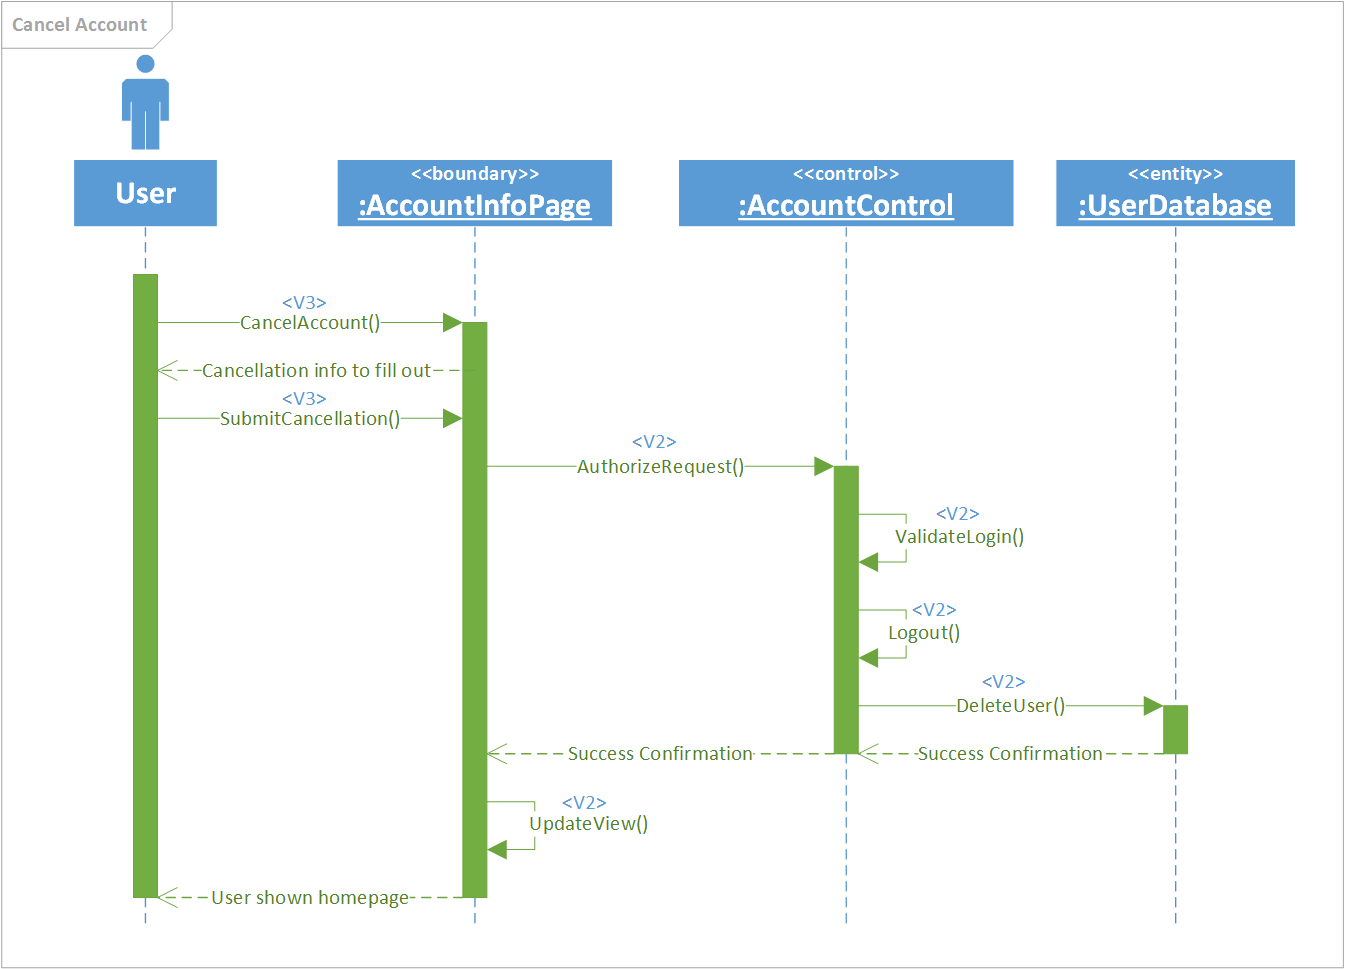 Cancel Account
User
<<boundary>>
:AccountInfoPage
<<control>>
:AccountControl
<<entity>>
:UserDatabase
<V3>
CancelAccount()
Cancellation info to fill out
<V3>
SubmitCancellation()
<V2>
AuthorizeRequest()
<V2>
ValidateLogin()
<V2>
Logout()
<V2>
DeleteUser()
Success Confirmation
Success Confirmation
<V2>
UpdateView()
User shown homepage